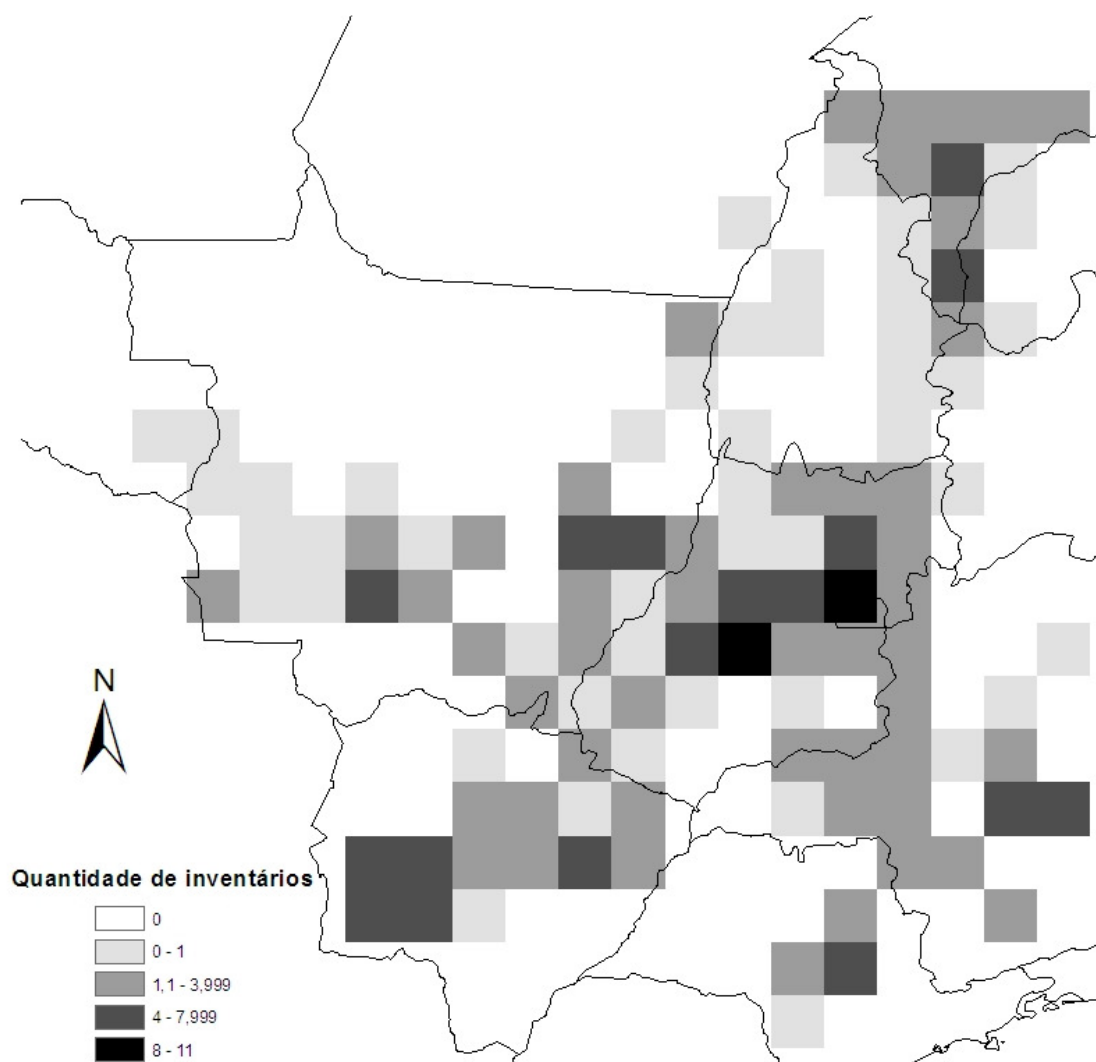 N
Quantidade de inventários
0
0 - 1
1,1 - 3,999
4 - 7,999
8 - 11